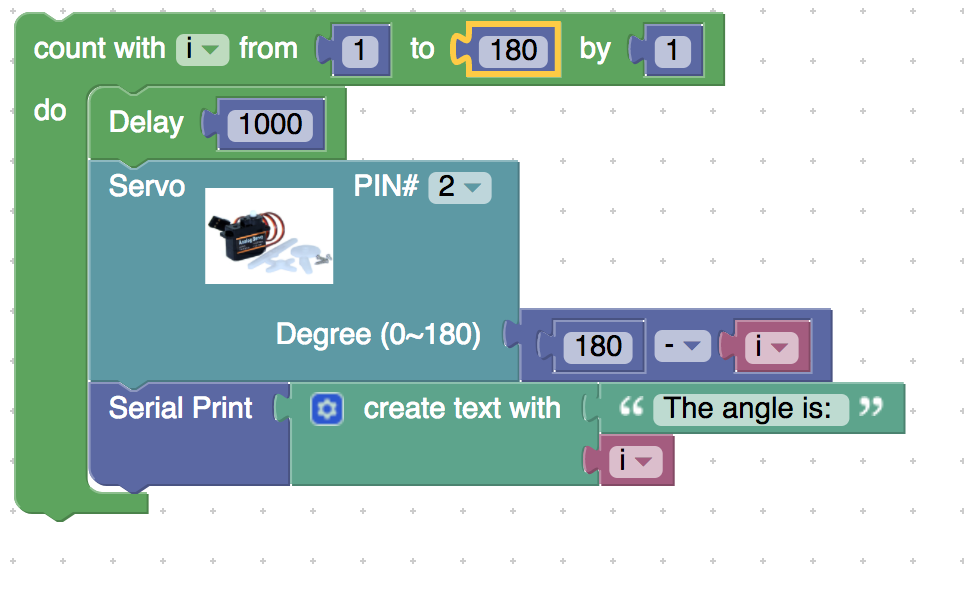 count with i from 1 to 180 by 1
do
Delay 1000
Servo PIN# 2
Degree (0~180) 180 - i
Serial Print create text with “ The angle is: ”
i